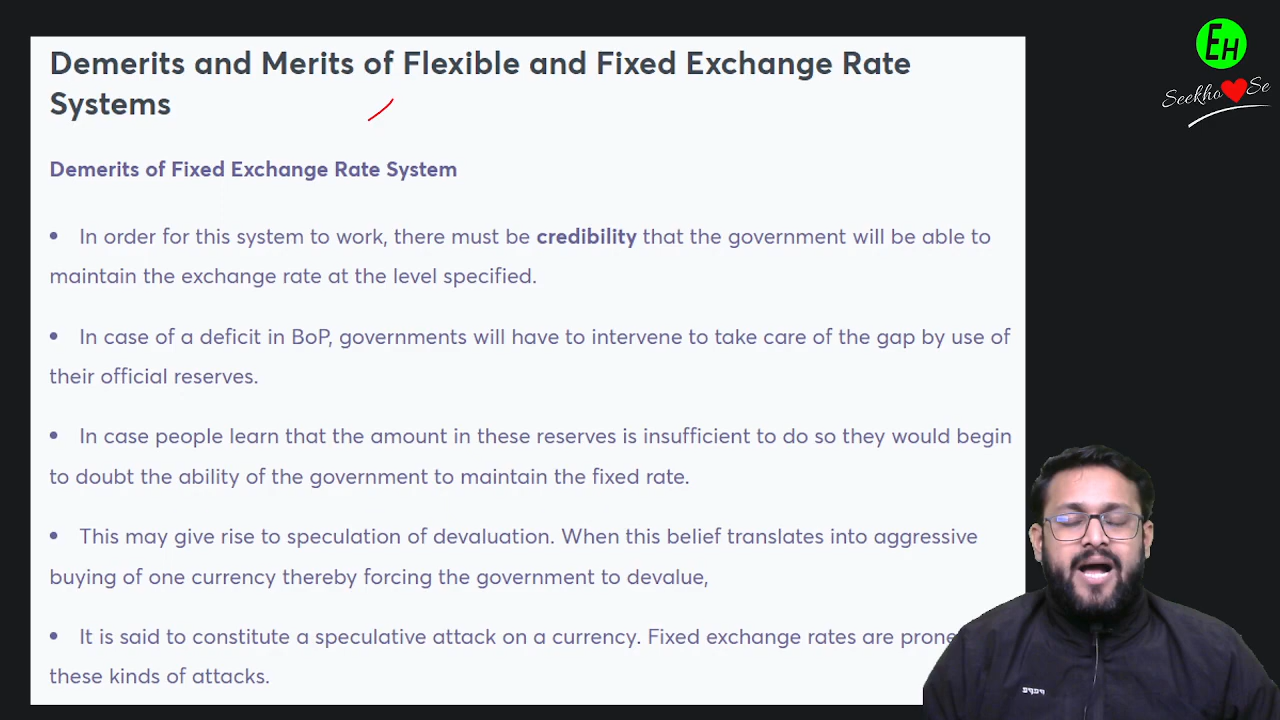 Demerits and Merits of Flexible and Fixed Exchange Rate
Systems
EH
Seekho Se
Demerits of Fixed Exchange Rate System
• In order for this system to work, there must be credibility that the government will be able to
maintain the exchange rate at the level specified.
• In case of a deficit in BoP, governments will have to intervene to take care of the gap by use of
their official reserves.
• In case people learn that the amount in these reserves is insufficient to do so they would begin
to doubt the ability of the government to maintain the fixed rate.
• This may give rise to speculation of devaluation. When this belief translates into aggressive
buying of one currency thereby forcing the government to devalue,
• It is said to constitute a speculative attack on a currency. Fixed exchange rates are prone
these kinds of attacks.